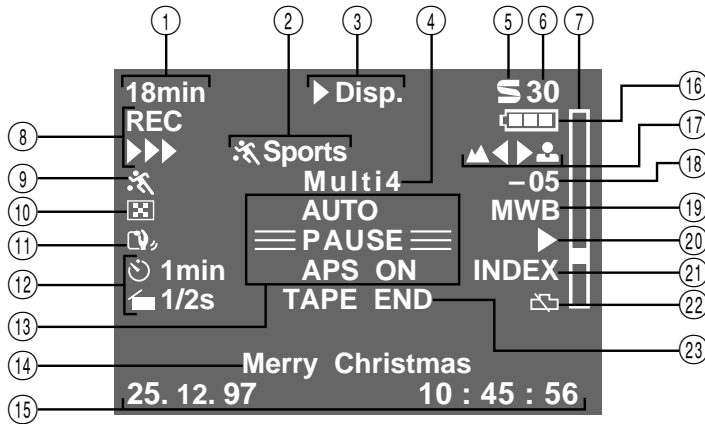 1 2 3 4 5 6 7
18min Disp. S 30
REC
8
16
Sports
17
9
Multi4 –05
18
10
AUTO MWB
19
11
PAUSE
20
12
1min APS ON INDEX
21
1/2s TAPE END
22
13
23
14
Merry Christmas
15
25. 12. 97 10 : 45 : 56